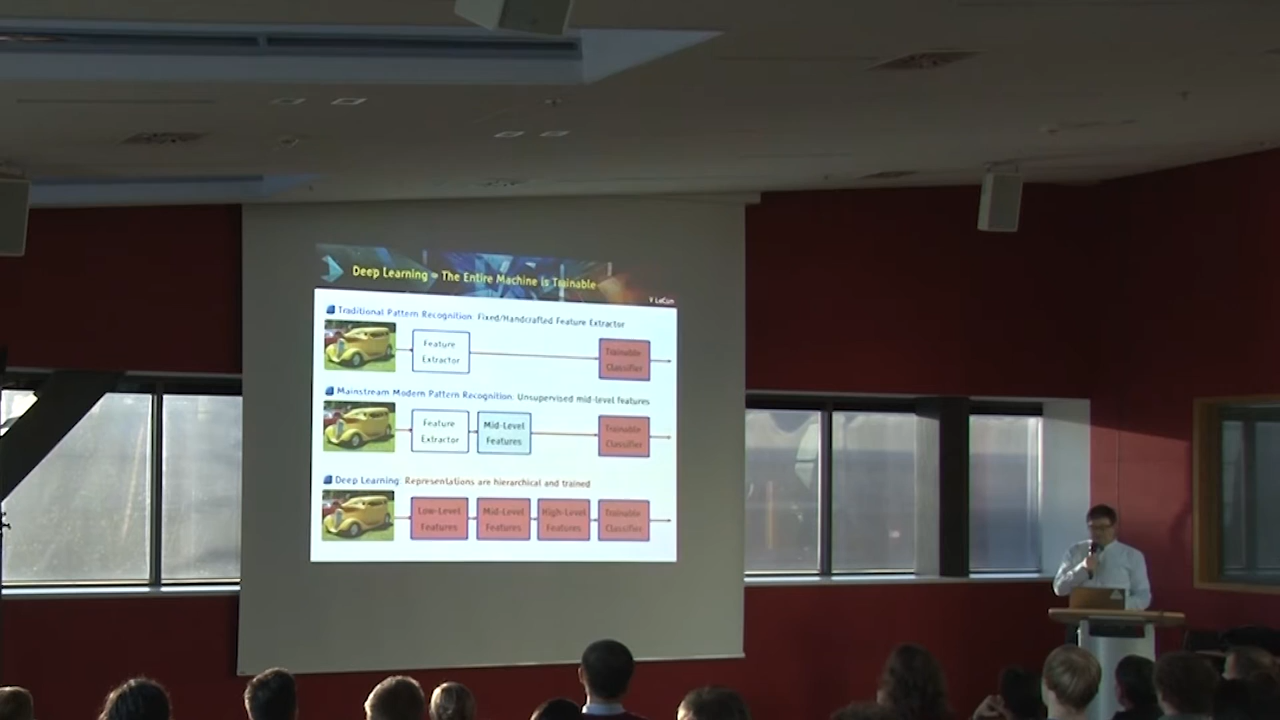 Deep Learning = The Entire Machine is Trainable
Y LeCun
Traditional Pattern Recognition: Fixed/Handcrafted Feature Extractor
Feature
Extractor
Trainable
Classifier
Mainstream Modern Pattern Recognition: Unsupervised mid-level features
Feature
Extractor
Mid-Level
Features
Trainable
Classifier
Deep Learning: Representations are hierarchical and trained
Low-Level
Features
Mid-Level
Features
High-Level
Features
Trainable
Classifier